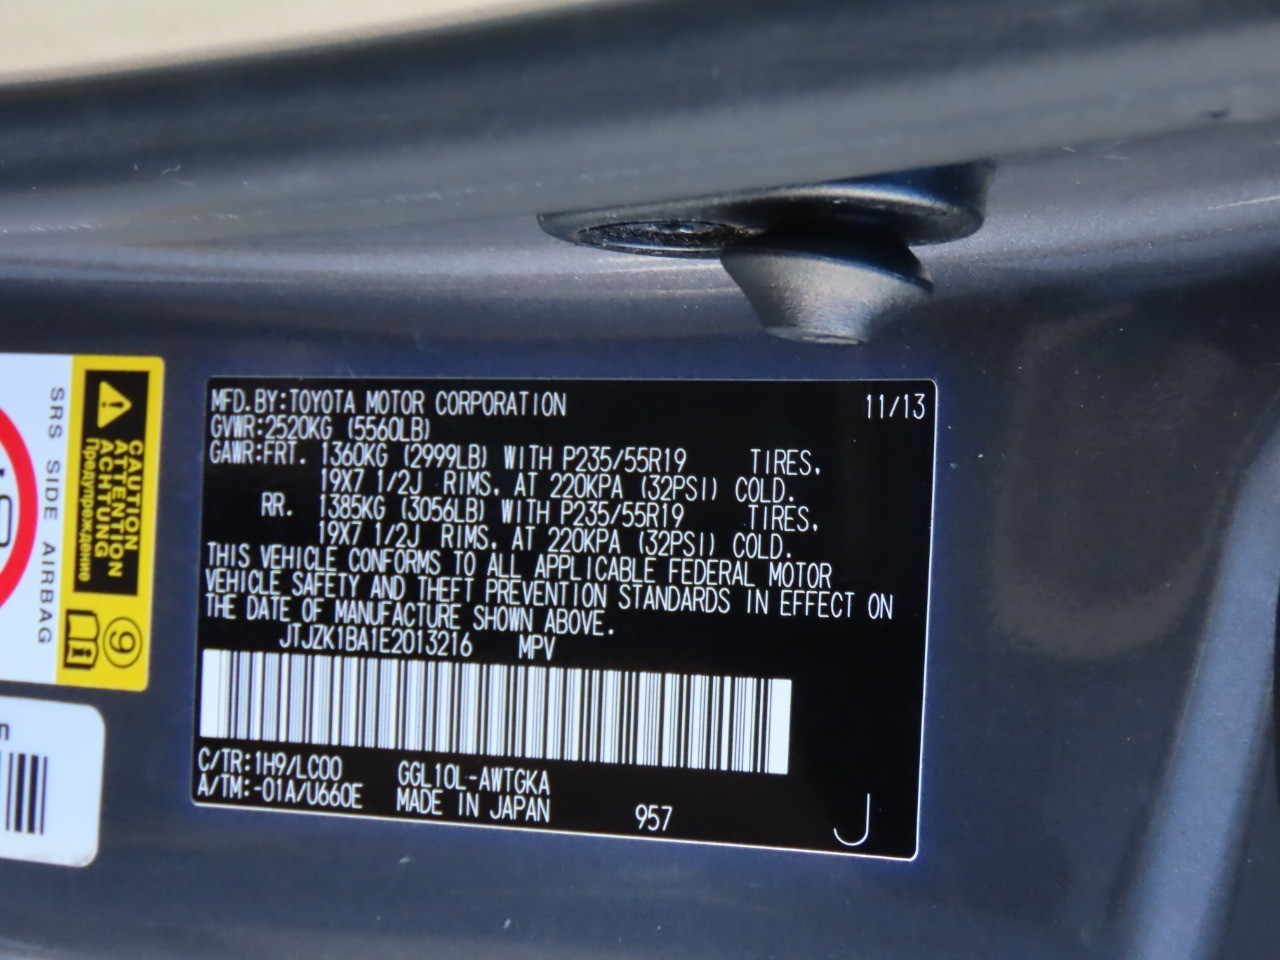 MFD.BY:TOYOTA MOTOR CORPORATION 11/13
GVWR:2520KG (5560LB)
GAWR:FRT. 1360KG (2999LB) WITH P235/55R19 TIRES,
19X7 1/2J RIMS, AT 220KPA (32PSI) COLD.
RR. 1385KG (3056LB) WITH P235/55R19 TIRES,
19X7 1/2J RIMS, AT 220KPA (32PSI) COLD.
THIS VEHICLE CONFORMS TO ALL APPLICABLE FEDERAL MOTOR
VEHICLE SAFETY AND THEFT PREVENTION STANDARDS IN EFFECT ON
THE DATE OF MANUFACTURE SHOWN ABOVE.
JTJZK1BA1E2013216 MPV
C/TR:1H9/LC00 GGL10L-AWTGKA
A/TM:-01A/U660E MADE IN JAPAN 957
J
CAUTION
ATTENTION
ACHTUNG
Предупреждение
SRS SIDE AIRBAG
9
n